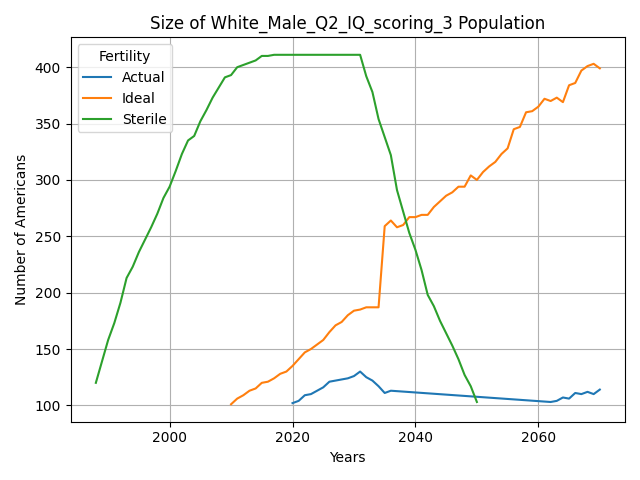 Size of White_Male_Q2_IQ_scoring_3 Population
Fertility
Actual
Ideal
Sterile
Number of Americans
400
350
300
250
200
150
100
2000
2020
2040
2060
Years